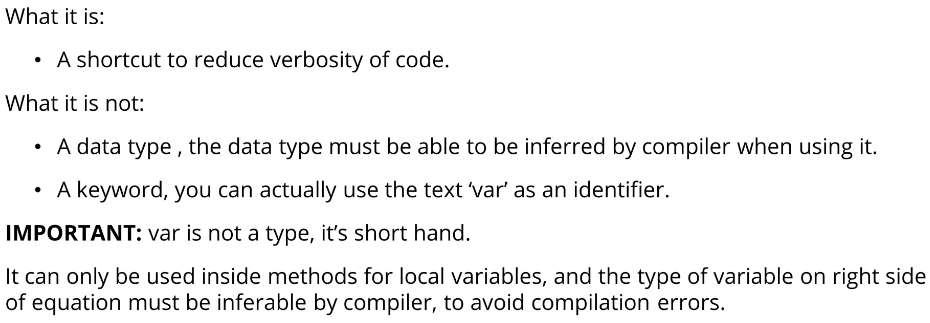 What it is:
• A shortcut to reduce verbosity of code.
What it is not:
• A data type , the data type must be able to be inferred by compiler when using it.
• A keyword, you can actually use the text ‘var’ as an identifier.
IMPORTANT: var is not a type, it’s short hand.
It can only be used inside methods for local variables, and the type of variable on right side
of equation must be inferable by compiler, to avoid compilation errors.